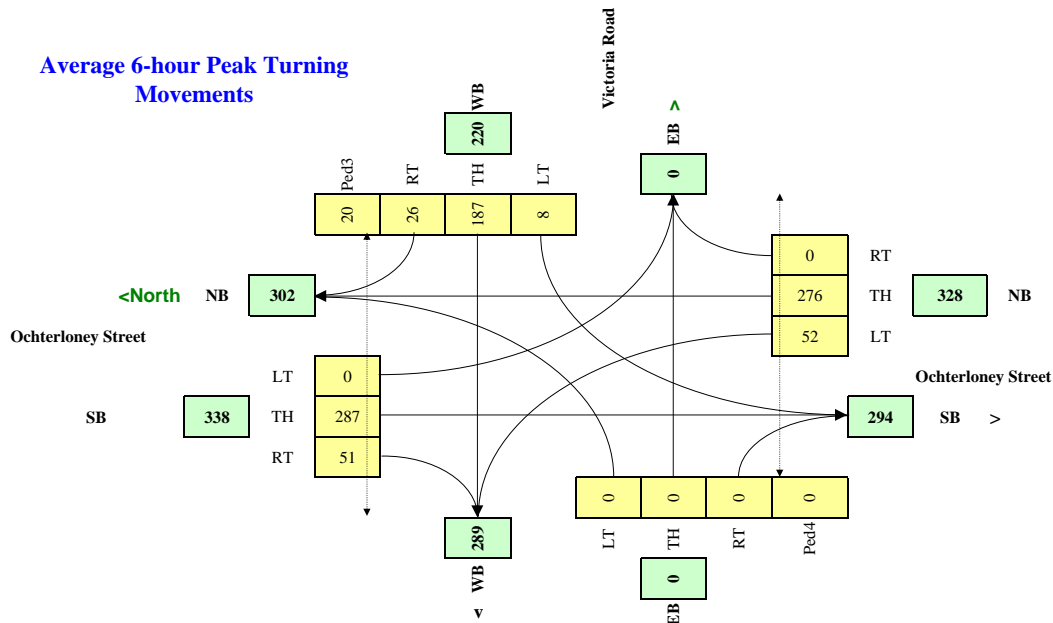 Average 6-hour Peak Turning
Movements
Victoria Road
WB
220
EB
>
0
Ped3
RT
TH
LT
20
26
187
8
<North
NB
302
Ochterloney Street
0
RT
276
TH
328
NB
52
LT
Ochterloney Street
LT
0
SB
338
TH
287
RT
51
294
SB
>
289
WB
v
0
0
0
0
LT
TH
RT
Ped4
0
EB